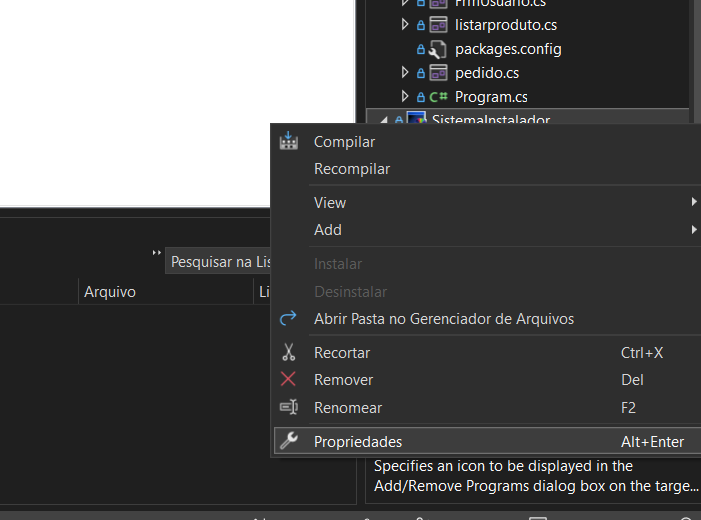 FrmUsuario.cs
listarproduto.cs
packages.config
pedido.cs
C# Program.cs
SistemaInstalador
Compilar
Recompilar
View
Add
Pesquisar na Lis
Instalar
Arquivo
Li
Desinstalar
Abrir Pasta no Gerenciador de Arquivos
Recortar Ctrl+X
Remover Del
Renomear F2
Propriedades Alt+Enter
Specifies an icon to be displayed in the
Add/Remove Programs dialog box on the targe...